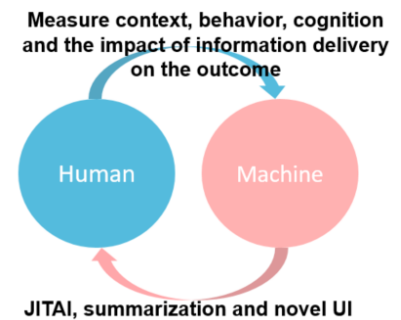 Measure context, behavior, cognition
and the impact of information delivery
on the outcome
Human
Machine
JITAI, summarization and novel UI